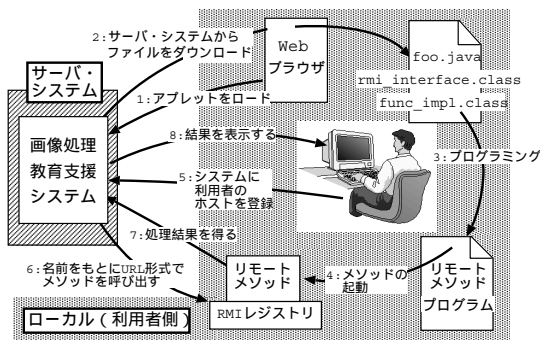 2:サーバ・システムから
ファイルをダウンロード
Web
ブラウザ
foo.java
rmi_interface.class
func_impl.class
サーバ・
システム
1:アプレットをロード
画像処理
教育支援
システム
8:結果を表示する
3:プログラミング
5:システムに
利用者の
ホストを登録
7:処理結果を得る
6:名前をもとにURL形式で
メソッドを呼び出す
リモート
メソッド
4:メソッドの
起動
リモート
メソッド
プログラム
RMIレジストリ
ローカル(利用者側)